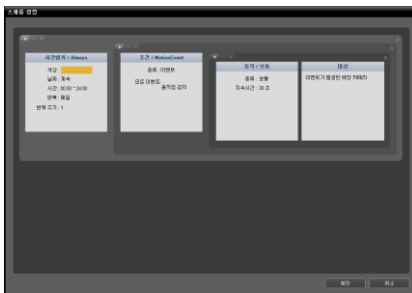 스케줄 설정
시간범위 / Always
색상 :
날짜 : 계속
시간 : 00:00 ~ 24:00
반복 : 매일
반복 주기 : 1
조건 / MotionEvent
종류 : 이벤트
모든 이벤트:
움직임 감지
동작 / 보통
종류 : 보통
지속시간 : 30 초
대상
이벤트가 발생한 해당 카메라
확인
취소